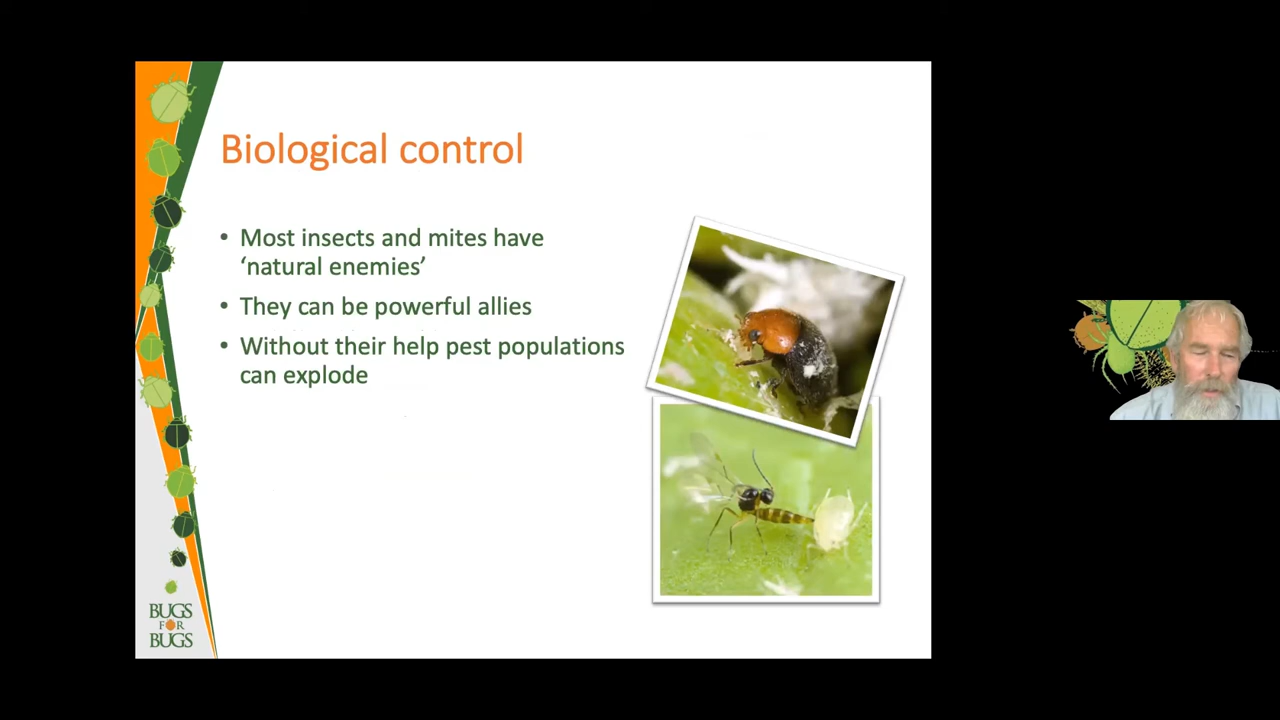 Biological control
• Most insects and mites have
‘natural enemies’
• They can be powerful allies
• Without their help pest populations
can explode
BUGS
FOR
BUGS